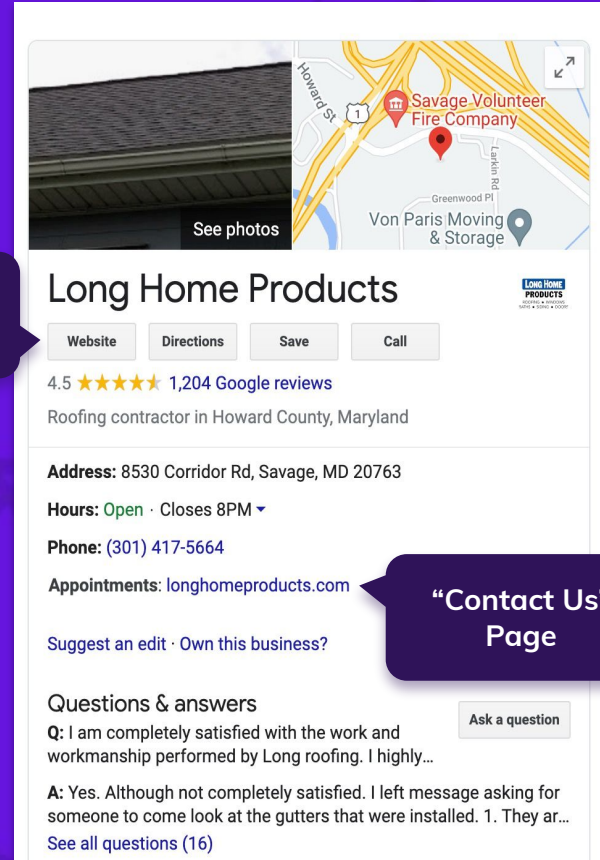 Howard St
1
Savage Volunteer
Fire Company
Larkin Rd
Greenwood Pl
Von Paris Moving
& Storage
See photos
Long Home Products
LONG HOME
PRODUCTS
ROOFING • WINDOWS
BATHS • SIDING • DOORS
Website Directions Save Call
4.5 1,204 Google reviews
Roofing contractor in Howard County, Maryland
Address: 8530 Corridor Rd, Savage, MD 20763
Hours: Open · Closes 8PM
Phone: (301) 417-5664
Appointments: longhomeproducts.com
“Contact Us”
Page
Suggest an edit · Own this business?
Questions & answers
Ask a question
Q: I am completely satisfied with the work and
workmanship performed by Long roofing. I highly...
A: Yes. Although not completely satisfied. I left message asking for
someone to come look at the gutters that were installed. 1. They ar...
See all questions (16)